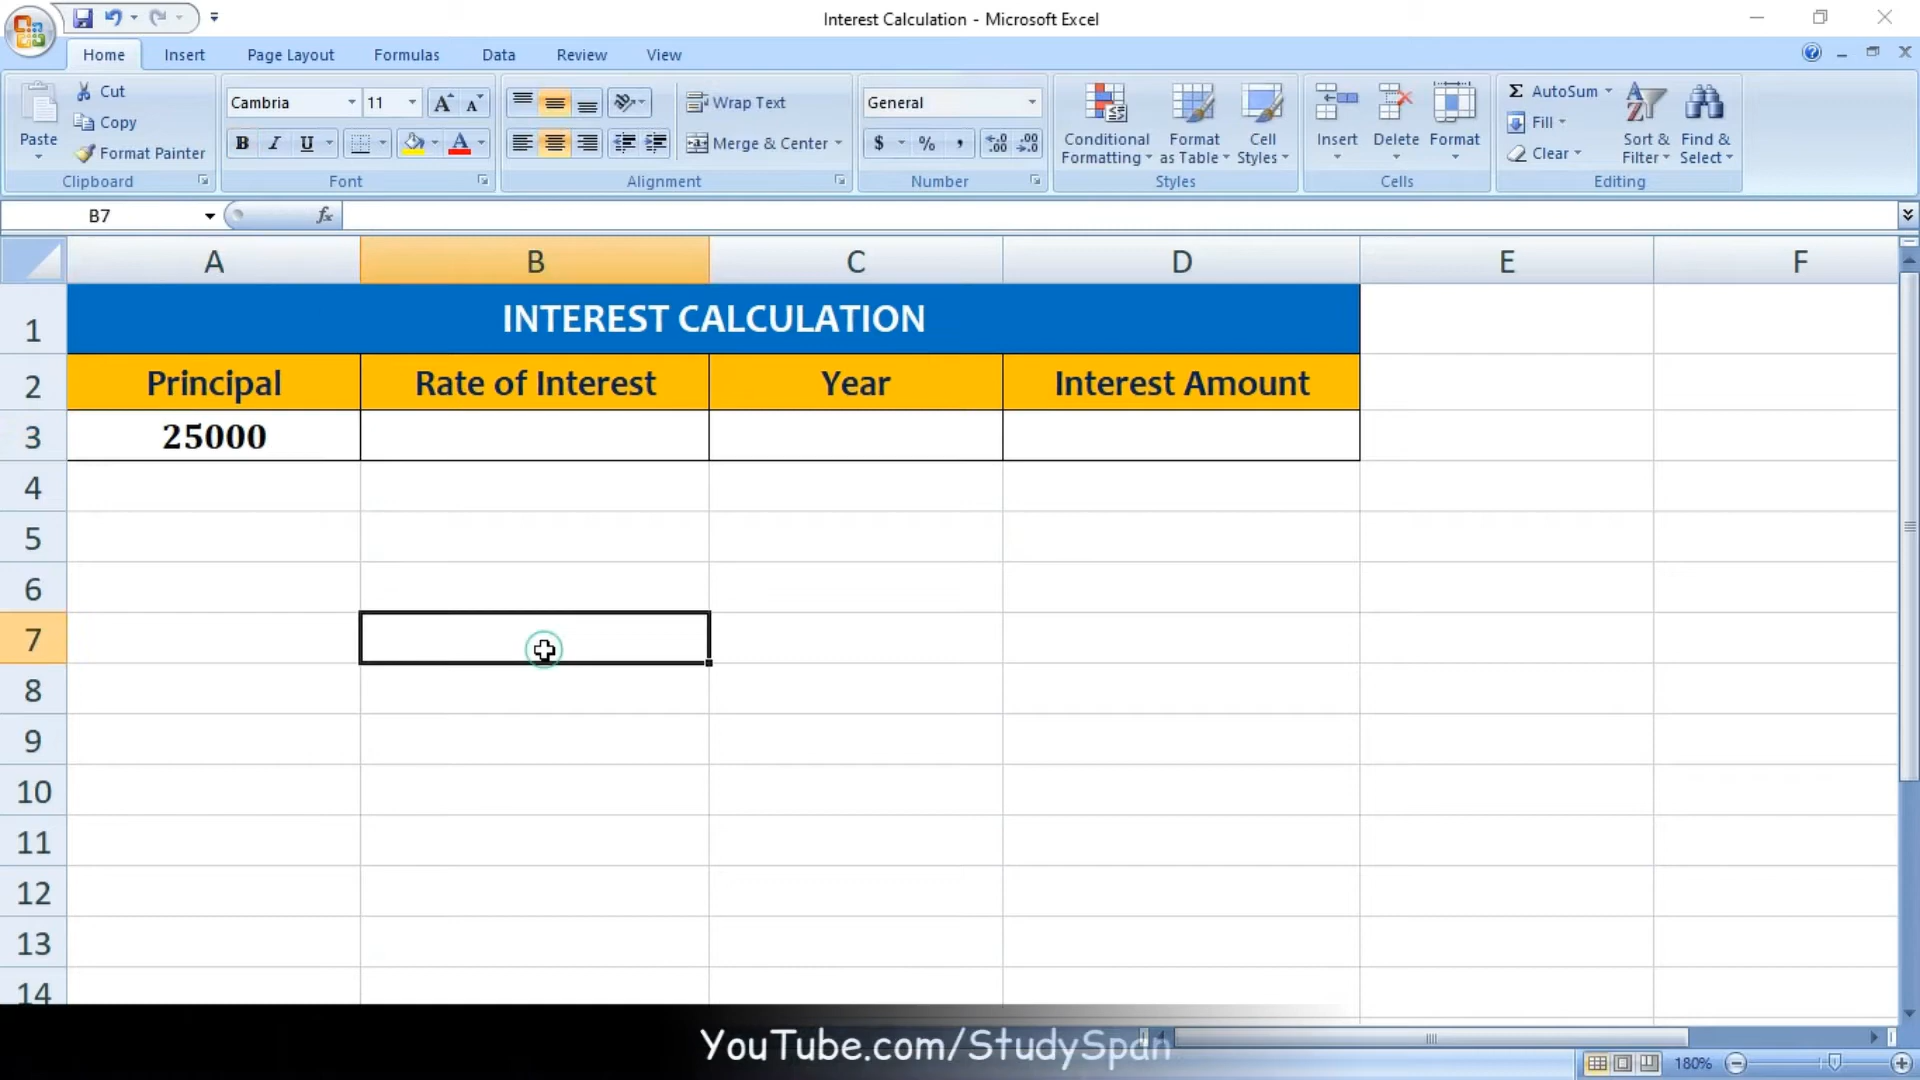 Interest Calculation - Microsoft Excel
Home Insert Page Layout Formulas Data Review View
Paste
Cut
Copy
Format Painter
Clipboard
Cambria 11
B I U
Font
Wrap Text
Merge & Center
Alignment
General
$ % ,
Number
Conditional Formatting
Format as Table
Cell Styles
Styles
Insert Delete Format
Cells
AutoSum
Fill
Clear
Sort & Filter
Find & Select
Editing
B7 fx
A B C D E F
1 INTEREST CALCULATION
2 Principal Rate of Interest Year Interest Amount
3 25000
4
5
6
7
8
9
10
11
12
13
14
YouTube.com/StudySpan
180%